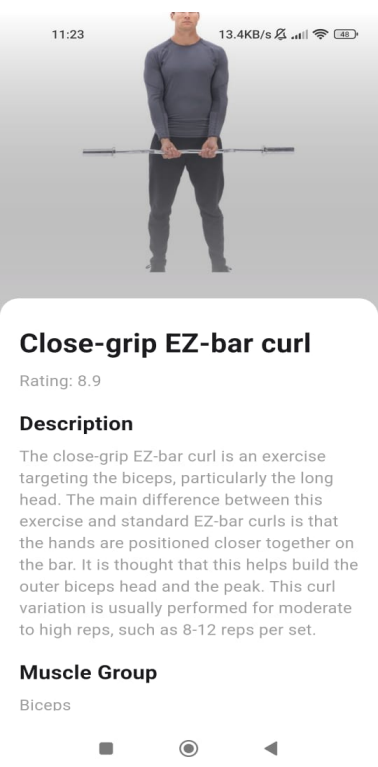 11:23
13.4KB/s
48
Close-grip EZ-bar curl
Rating: 8.9
Description
The close-grip EZ-bar curl is an exercise
targeting the biceps, particularly the long
head. The main difference between this
exercise and standard EZ-bar curls is that
the hands are positioned closer together on
the bar. It is thought that this helps build the
outer biceps head and the peak. This curl
variation is usually performed for moderate
to high reps, such as 8-12 reps per set.
Muscle Group
Biceps